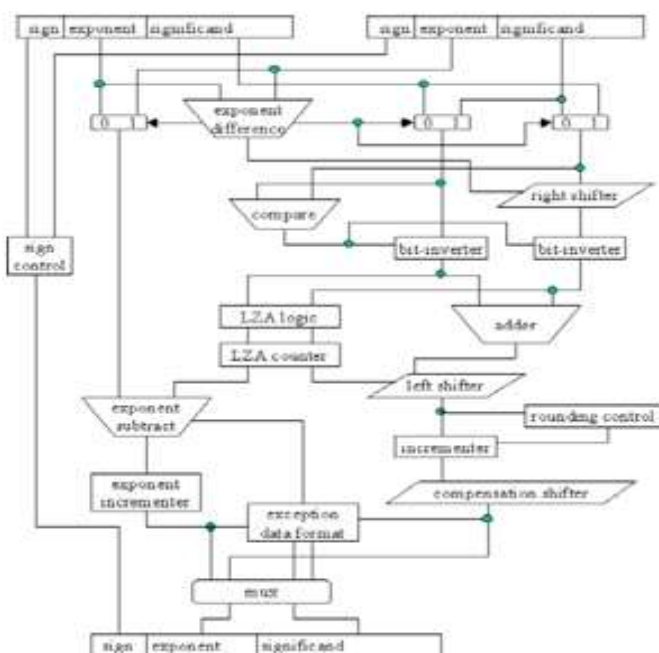 sign exponent significand
sign exponent significand
exponent
difference
0 1
0 1
0 1
right shifter
compare
sign
control
bit-inverter
bit-inverter
LZA logic
adder
LZA counter
left shifter
exponent
subtract
rounding control
incrementer
exponent
incrementer
compensation shifter
exception
data format
mux
sign exponent significand